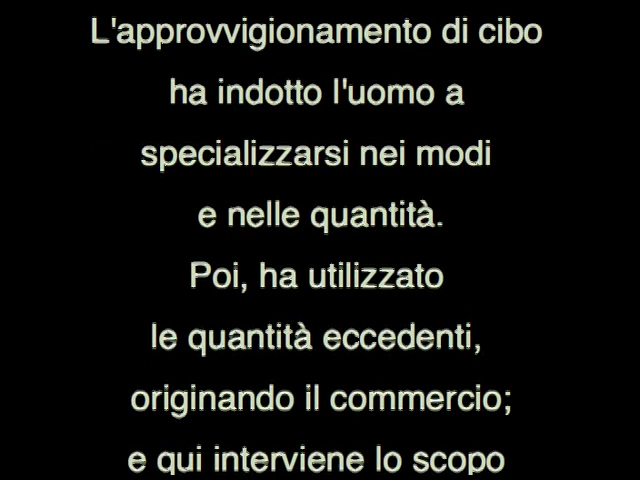 L'approvvigionamento di cibo
ha indotto l'uomo a
specializzarsi nei modi
e nelle quantità.
Poi, ha utilizzato
le quantità eccedenti,
originando il commercio;
e qui interviene lo scopo